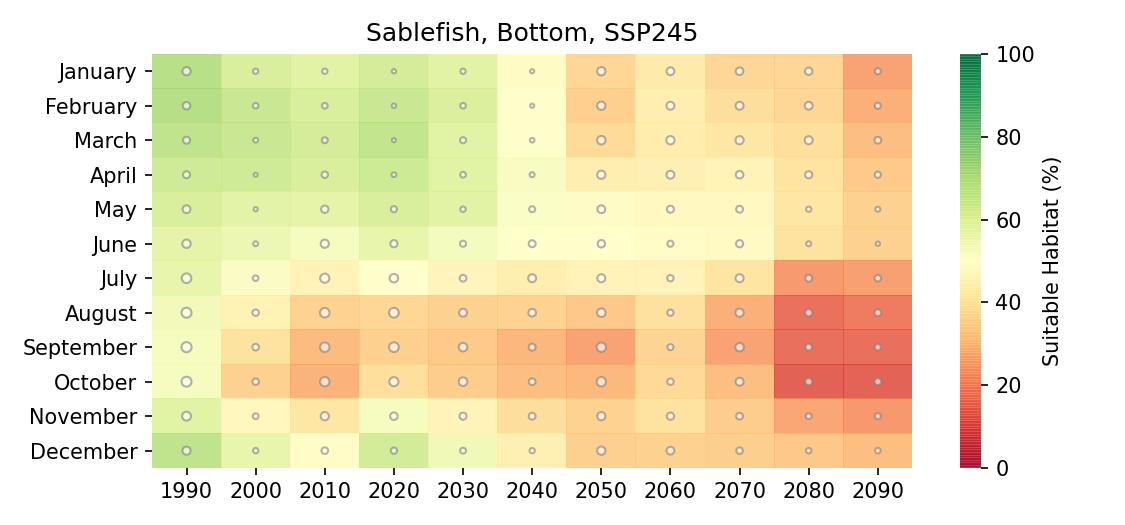 Sablefish, Bottom, SSP245
January
February
March
April
May
June
July
August
September
October
November
December
1990 2000 2010 2020 2030 2040 2050 2060 2070 2080 2090
100
80
60
40
20
0
Suitable Habitat (%)